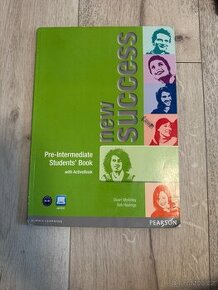 new
success
Pre-Intermediate
Students' Book
with ActiveBook
Stuart McKinlay
Bob Hastings
PEARSON